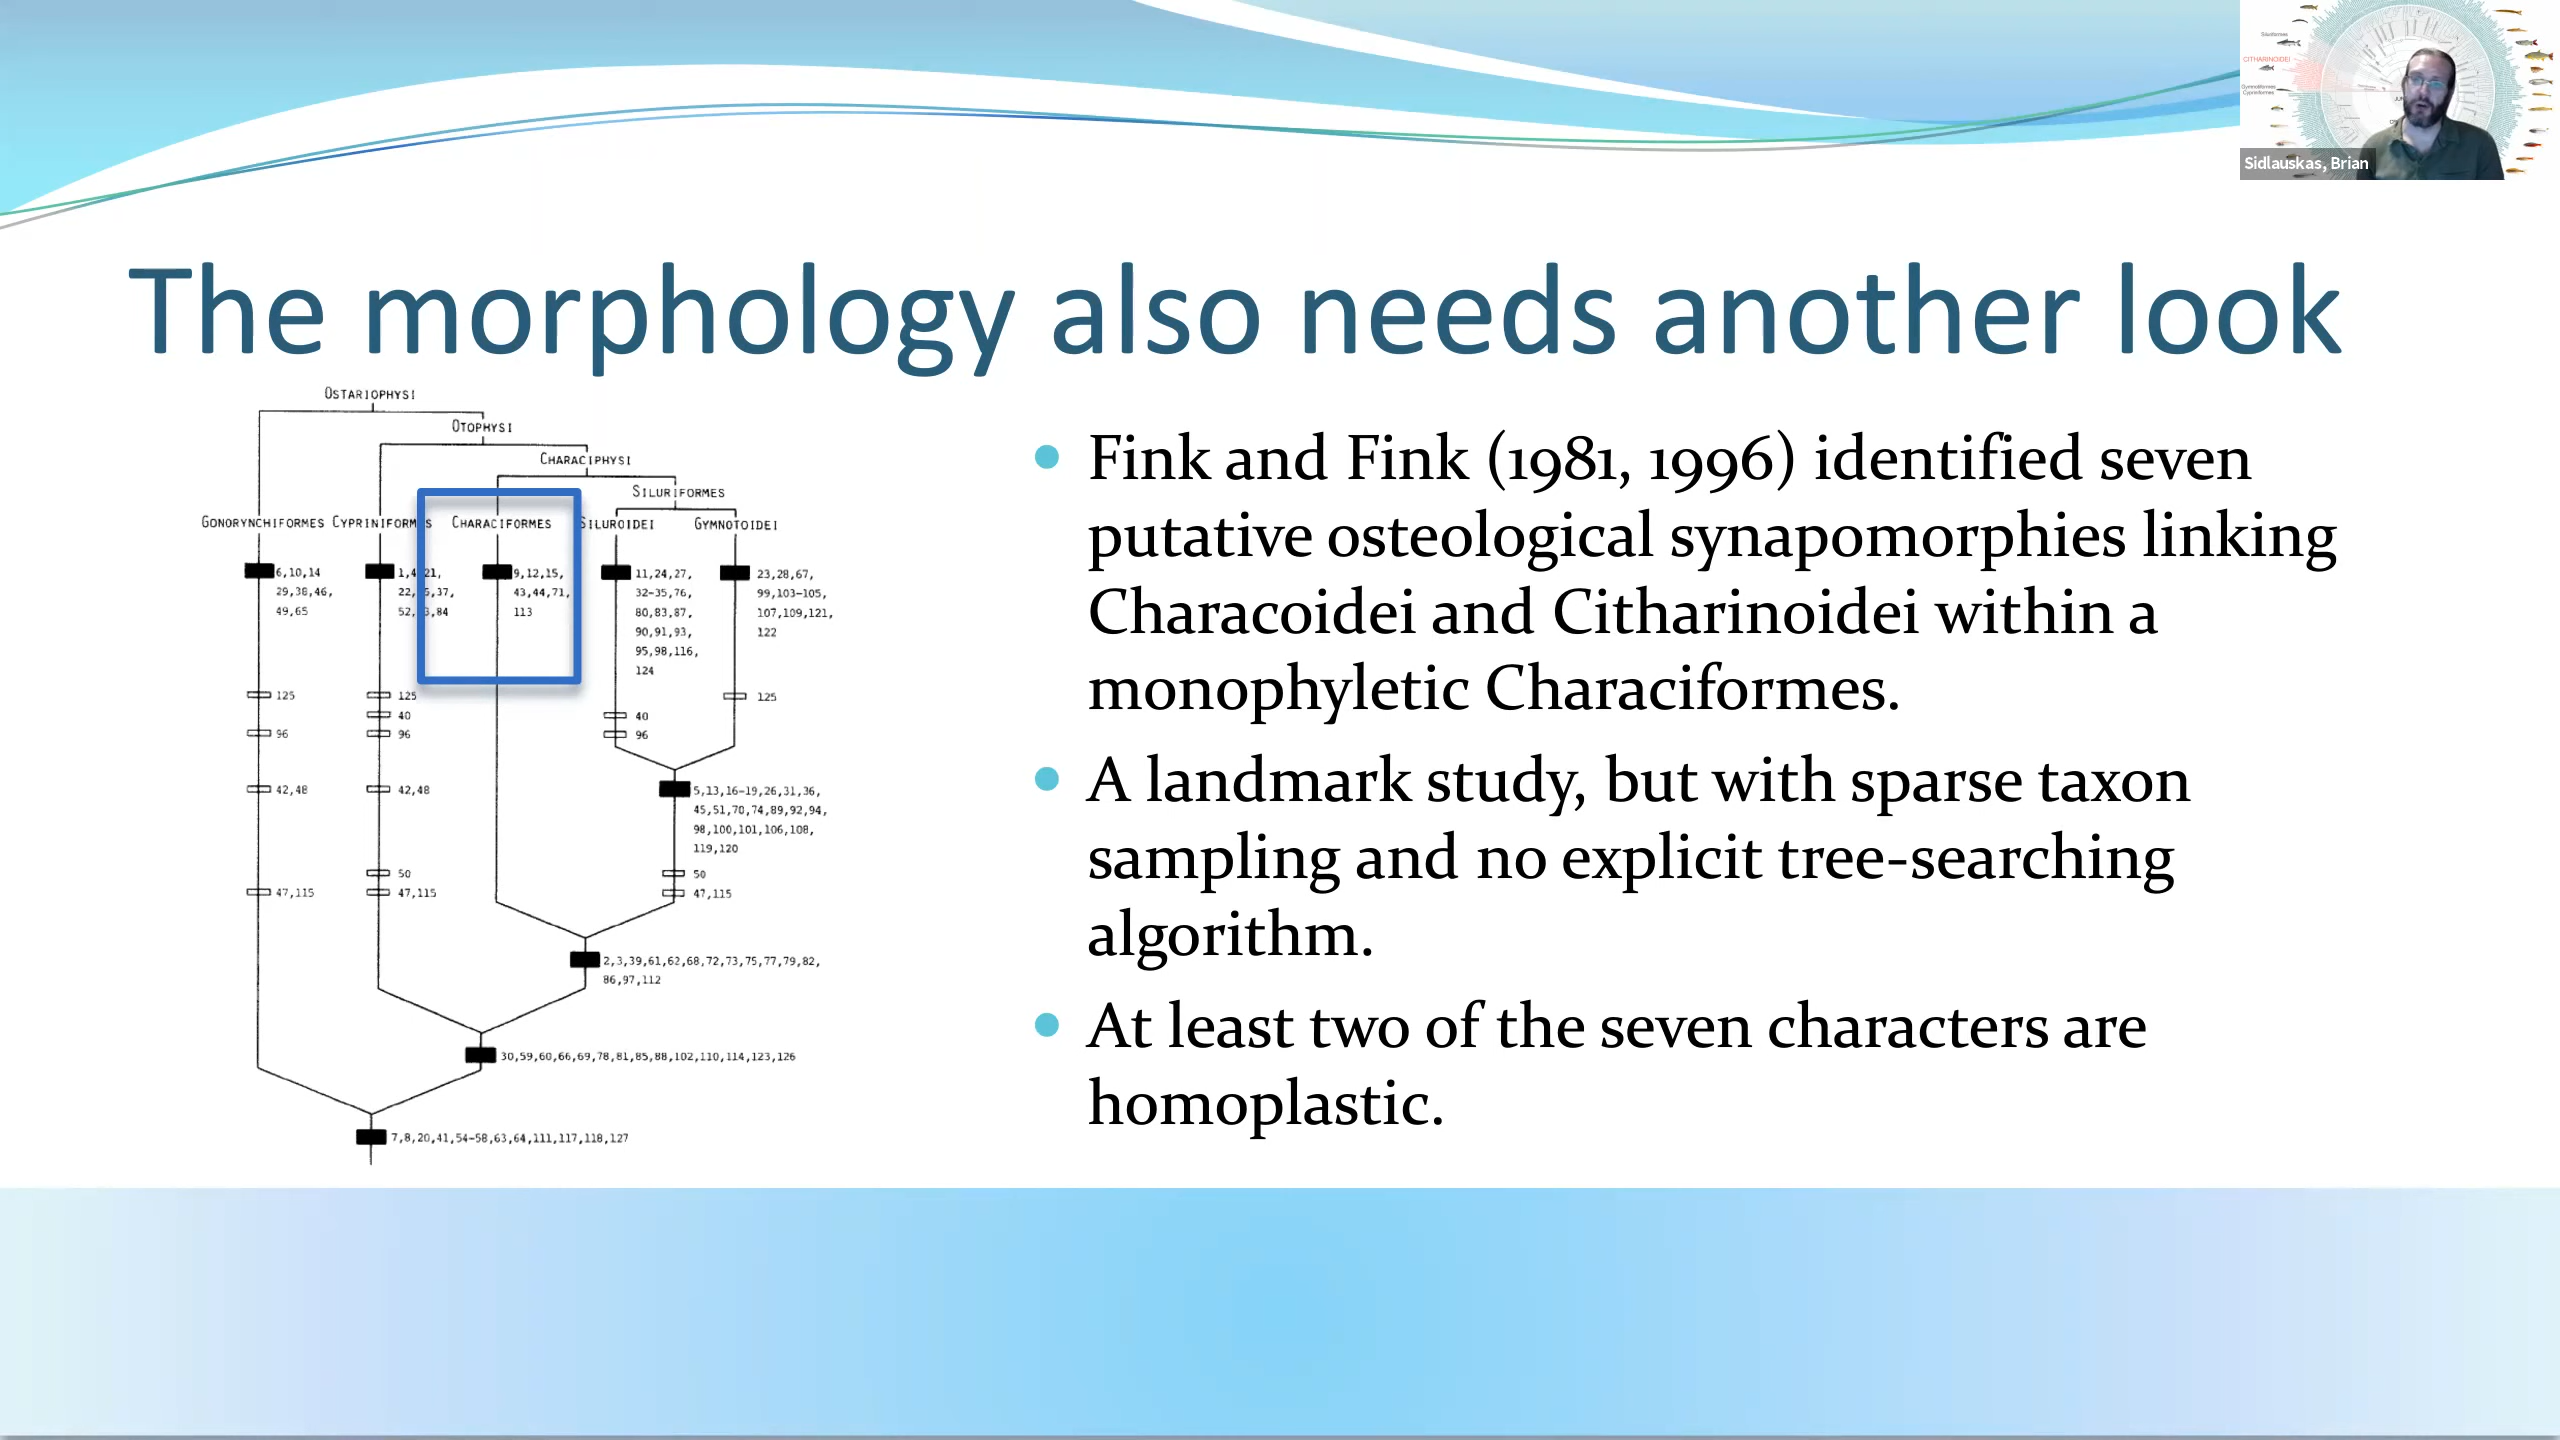 CITHARINOIDEI
Sidlauskas, Brian
The morphology also needs another look
OSTARIOPHYSI
OTOPHYSI
CHARACIPHYSI
SILURIFORMES
GONORYNCHIFORMES CYPRINIFORMES CHARACIFORMES SILUROIDEI GYMNOTOIDEI
6,10,14
29,38,46,
49,65
125
96
42,48
47,115
21,
22, 37,
52, 84
125
40
96
42,48
50
47,115
9,12,15,
43,44,71,
113
11,24,27,
32-35,76,
80,83,87,
90,91,93,
95,98,116,
124
40
96
23,28,67,
99,103-105,
107,109,121,
122
125
5,13,16-19,26,31,36,
45,51,70,74,89,92,94,
98,100,101,106,108,
119,120
50
47,115
2,3,39,61,62,68,72,73,75,77,79,82,
86,97,112
30,59,60,66,69,78,81,85,88,102,110,114,123,126
7,8,20,41,54-58,63,64,111,117,118,127
• Fink and Fink (1981, 1996) identified seven
putative osteological synapomorphies linking
Characoidei and Citharinoidei within a
monophyletic Characiformes.
• A landmark study, but with sparse taxon
sampling and no explicit tree-searching
algorithm.
• At least two of the seven characters are
homoplastic.